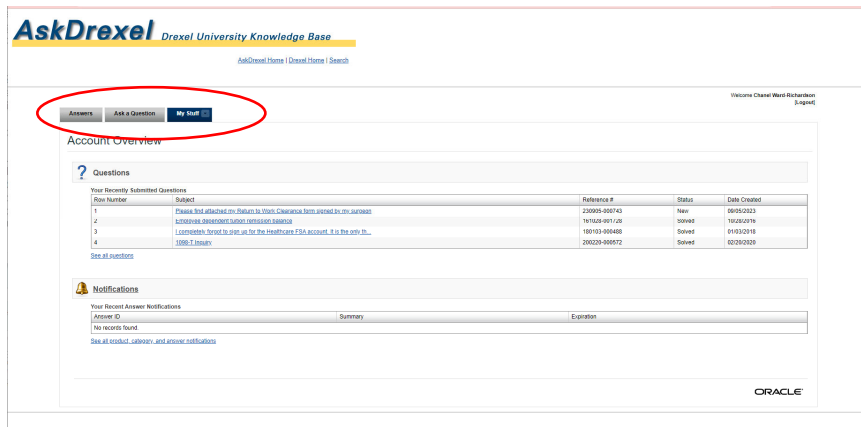 AskDrexel Drexel University Knowledge Base
AskDrexel Home | Drexel Home | Search
Welcome Chanel Ward-Richardson
[Logout]
Answers Ask a Question My Stuff
Account Overview
? Questions
Your Recently Submitted Questions
Row Number Subject Reference # Status Date Created
1 Please find attached my Return to Work Clearance form signed by my surgeon 230905-000743 New 09/05/2023
2 Employee dependent tuition remission balance 161028-001728 Solved 10/28/2016
3 I completely forgot to sign up for the Healthcare FSA account. It is the only th... 180103-000488 Solved 01/03/2018
4 1098-T Inquiry 200220-000572 Solved 02/20/2020
See all questions
Notifications
Your Recent Answer Notifications
Answer ID Summary Expiration
No records found.
See all product, category, and answer notifications
ORACLE